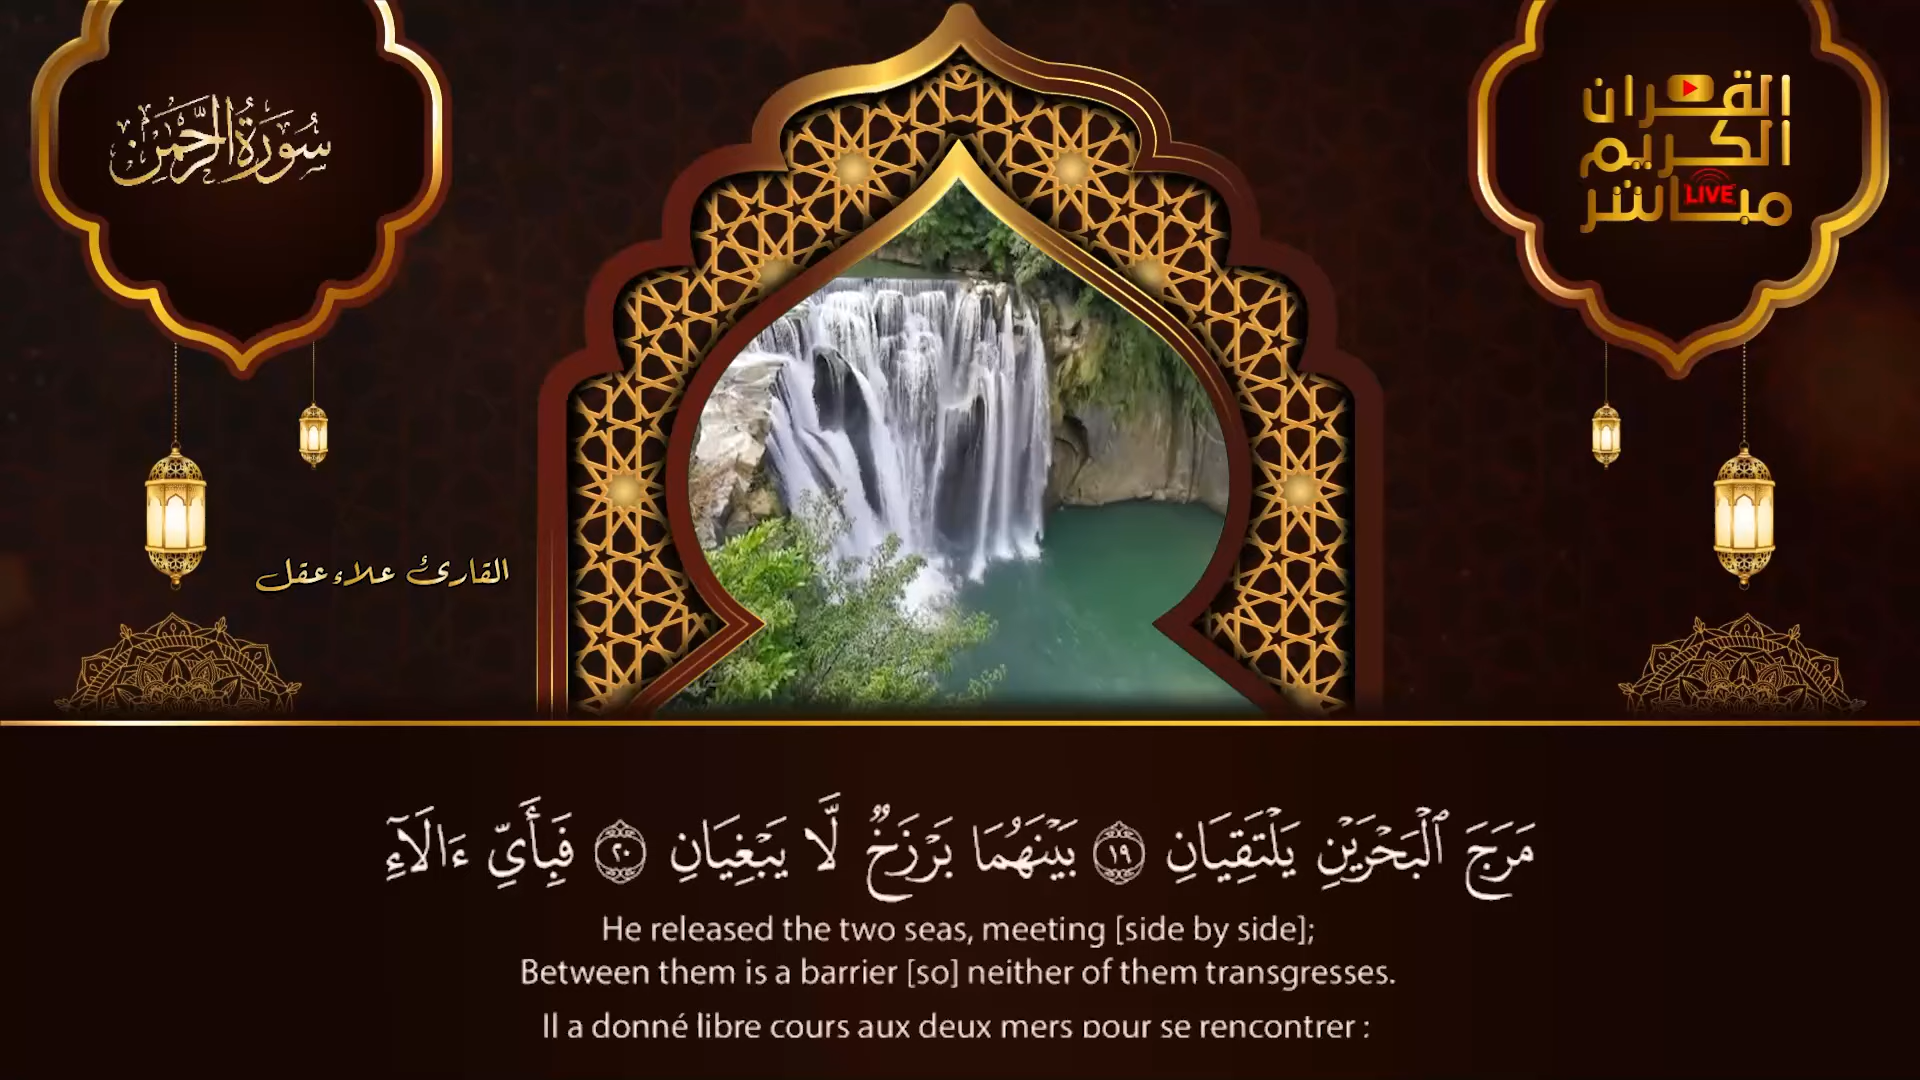 سُورَةُ الرَّحْمَٰن
القرآن
الكريم
مباشر
LIVE
القارئ علاء عقل
مَرَجَ ٱلْبَحْرَيْنِ يَلْتَقِيَانِ ١٩ بَيْنَهُمَا بَرْزَخٌ لَّا يَبْغِيَانِ ٢٠ فَبِأَىِّ ءَالَآءِ
He released the two seas, meeting [side by side];
Between them is a barrier [so] neither of them transgresses.
Il a donné libre cours aux deux mers pour se rencontrer :